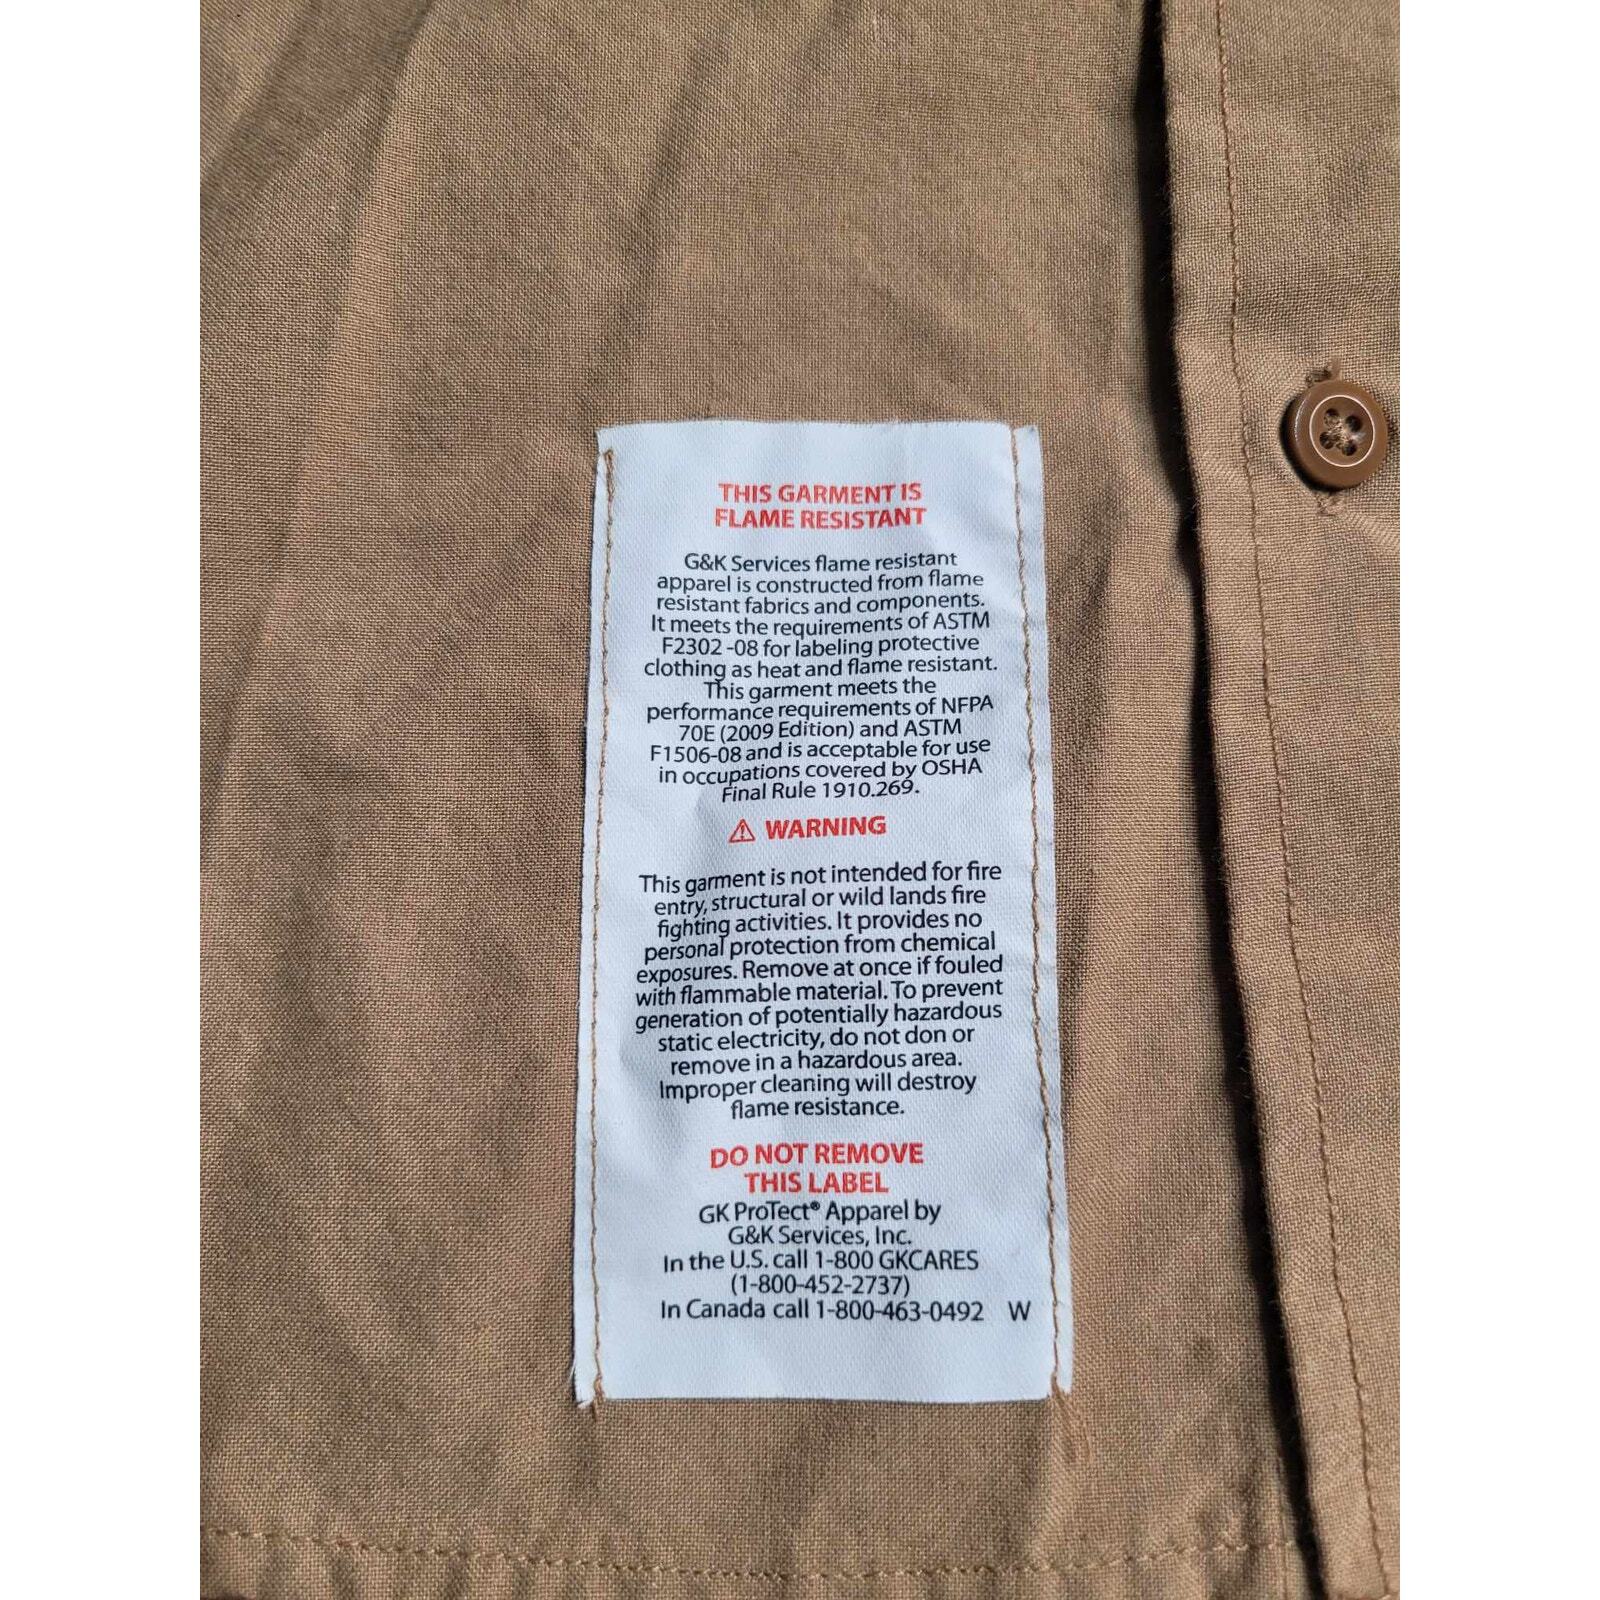 THIS GARMENT IS
FLAME RESISTANT
G&K Services flame resistant
apparel is constructed from flame
resistant fabrics and components.
It meets the requirements of ASTM
F2302 -08 for labeling protective
clothing as heat and flame resistant.
This garment meets the
performance requirements of NFPA
70E (2009 Edition) and ASTM
F1506-08 and is acceptable for use
in occupations covered by OSHA
Final Rule 1910.269.
⚠ WARNING
This garment is not intended for fire
entry, structural or wild lands fire
fighting activities. It provides no
personal protection from chemical
exposures. Remove at once if fouled
with flammable material. To prevent
generation of potentially hazardous
static electricity, do not don or
remove in a hazardous area.
Improper cleaning will destroy
flame resistance.
DO NOT REMOVE
THIS LABEL
GK ProTect® Apparel by
G&K Services, Inc.
In the U.S. call 1-800 GKCARES
(1-800-452-2737)
In Canada call 1-800-463-0492 W